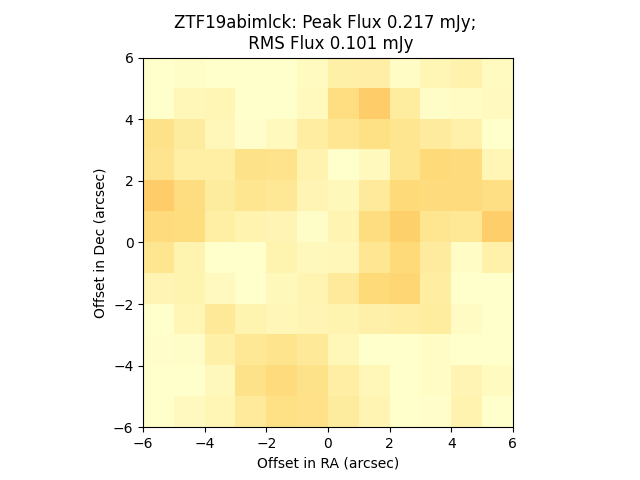 ZTF19abimlck: Peak Flux 0.217 mJy;
RMS Flux 0.101 mJy
6
4
2
0
−2
−4
−6
Offset in Dec (arcsec)
−6 −4 −2 0 2 4 6
Offset in RA (arcsec)